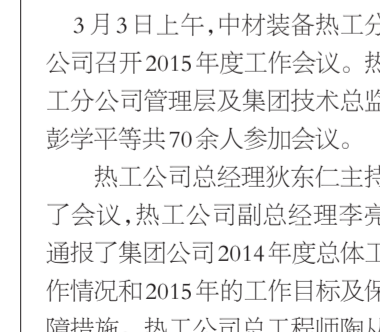 3月3日上午,中材装备热工分
公司召开2015年度工作会议。热
工分公司管理层及集团技术总监
彭学平等共70余人参加会议。
热工公司总经理狄东仁主持
了会议,热工公司副总经理李亮
通报了集团公司2014年度总体工
作情况和2015年的工作目标及保
障措施。热工公司总工程师陶从